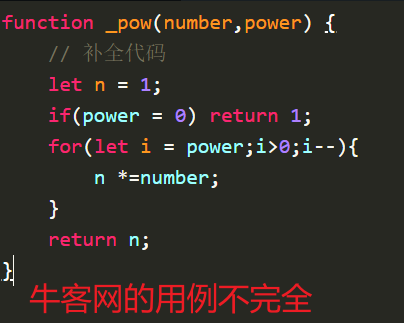 function _pow(number,power) {
    // 补全代码
    let n = 1;
    if(power = 0) return 1;
    for(let i = power;i>0;i--){
        n *=number;
    }
    return n;
}
牛客网的用例不完全